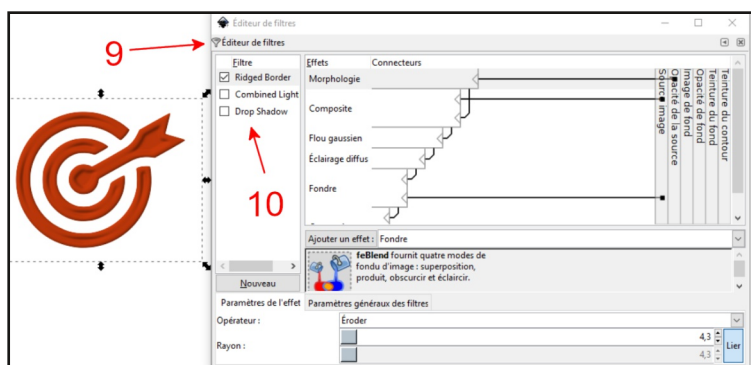 Éditeur de filtres
9
Éditeur de filtres
Filtre
Ridged Border
Combined Light
Drop Shadow
10
Nouveau
Effets Connecteurs
Morphologie
Composite
Flou gaussien
Éclairage diffus
Fondre
Source image
Opacité de la source
Image de fond
Opacité de fond
Teinture du fond
Teinture du contour
Ajouter un effet : Fondre
feBlend fournit quatre modes de
fondu d'image : superposition,
produit, obscurcir et éclaircir.
Paramètres de l'effet Paramètres généraux des filtres
Opérateur : Éroder
Rayon : 4,3
4,3
Lier